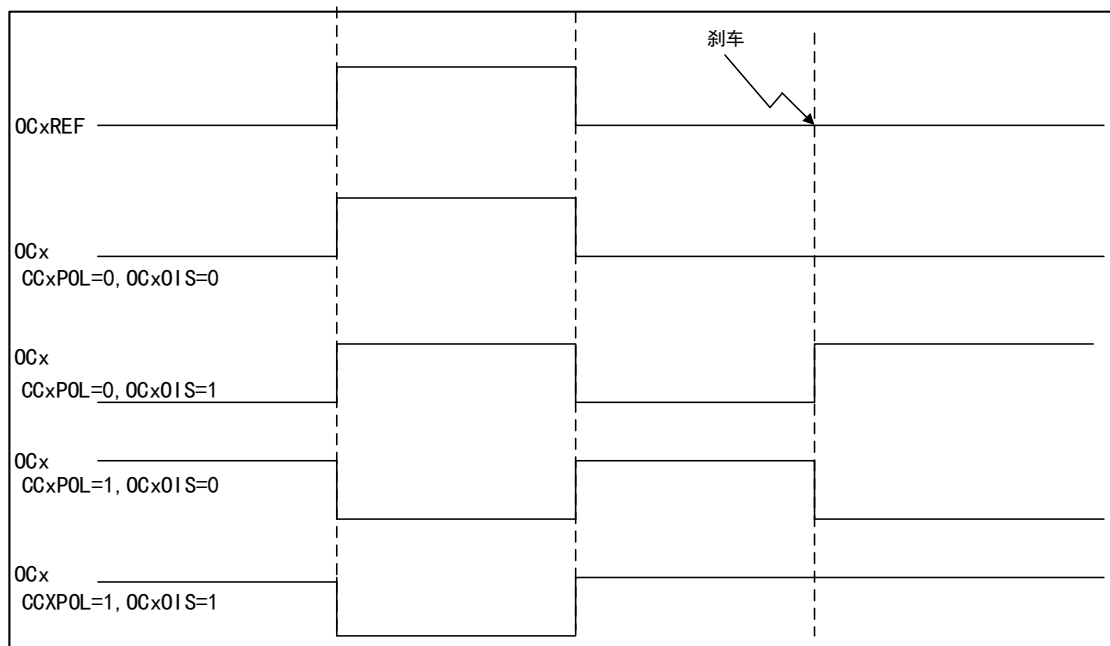 刹车
OCxREF
OCx
CCxPOL=0,OCxOIS=0
OCx
CCxPOL=0,OCxOIS=1
OCx
CCxPOL=1,OCxOIS=0
OCx
CCXPOL=1,OCxOIS=1